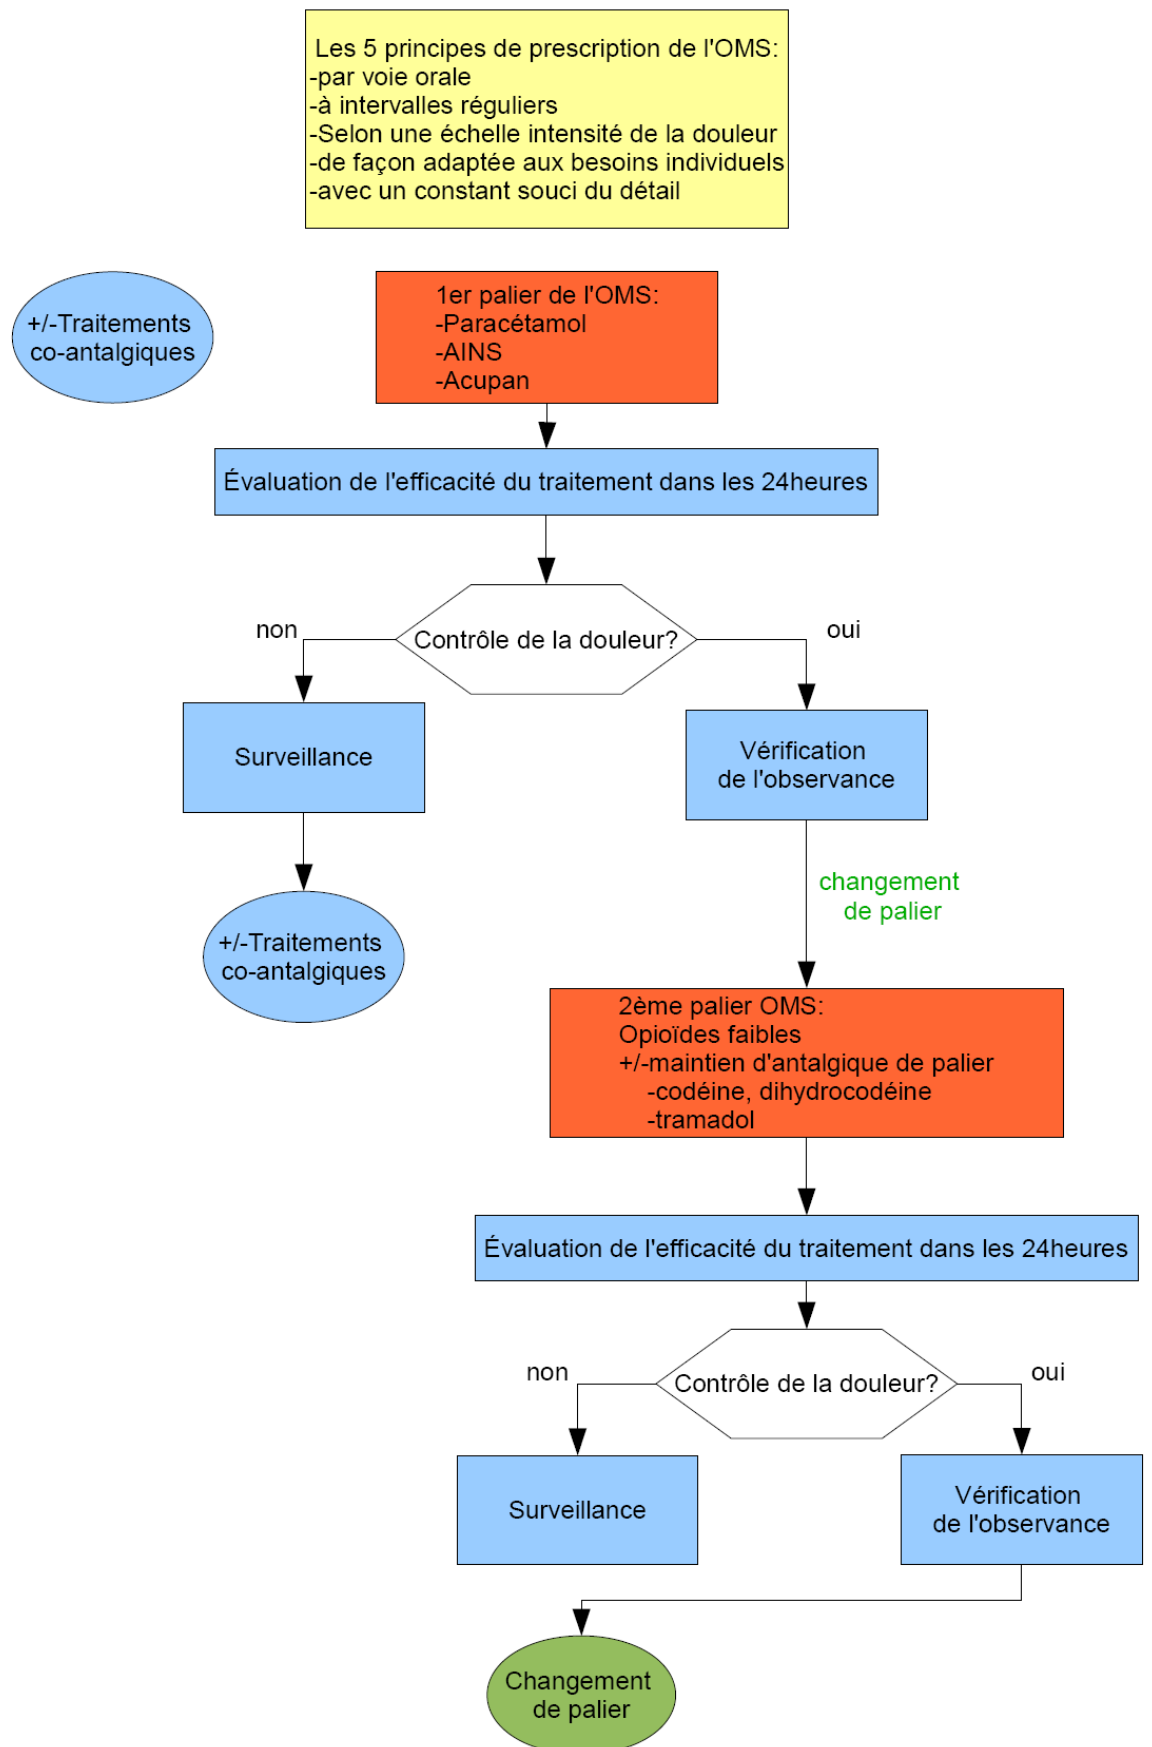 Les 5 principes de prescription de l'OMS:
-par voie orale
-à intervalles réguliers
-Selon une échelle intensité de la douleur
-de façon adaptée aux besoins individuels
-avec un constant souci du détail
+/-Traitements
co-antalgiques
1er palier de l'OMS:
-Paracétamol
-AINS
-Acupan
Évaluation de l'efficacité du traitement dans les 24heures
non
Contrôle de la douleur?
oui
Surveillance
Vérification
de l'observance
changement
de palier
+/-Traitements
co-antalgiques
2ème palier OMS:
Opioïdes faibles
+/-maintien d'antalgique de palier
-codéine, dihydrocodéine
-tramadol
Évaluation de l'efficacité du traitement dans les 24heures
non
Contrôle de la douleur?
oui
Surveillance
Vérification
de l'observance
Changement
de palier